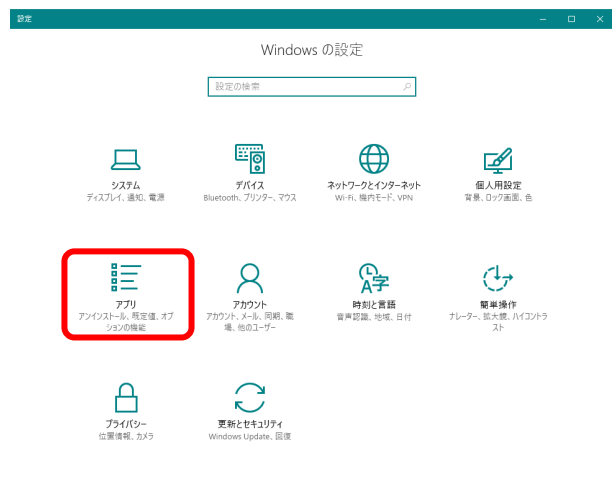 設定
Windows の設定
設定の検索
システム
ディスプレイ、通知、電源
デバイス
Bluetooth、プリンター、マウス
ネットワークとインターネット
Wi-Fi、機内モード、VPN
個人用設定
背景、ロック画面、色
アプリ
アンインストール、既定値、オプ
ションの機能
アカウント
アカウント、メール、同期、職
場、他のユーザー
時刻と言語
音声認識、地域、日付
簡単操作
ナレーター、拡大鏡、ハイコントラ
スト
プライバシー
位置情報、カメラ
更新とセキュリティ
Windows Update、回復